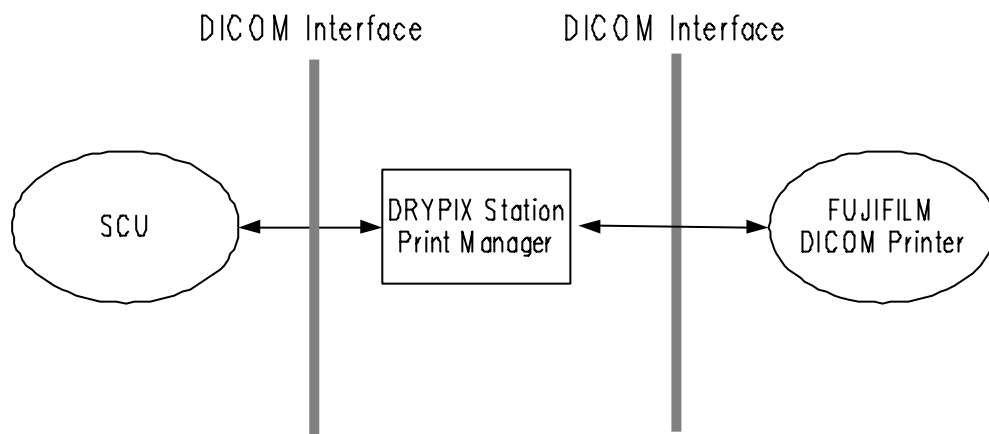 DICOM Interface
DICOM Interface
SCU
DRYPIX Station
Print Manager
FUJIFILM
DICOM Printer